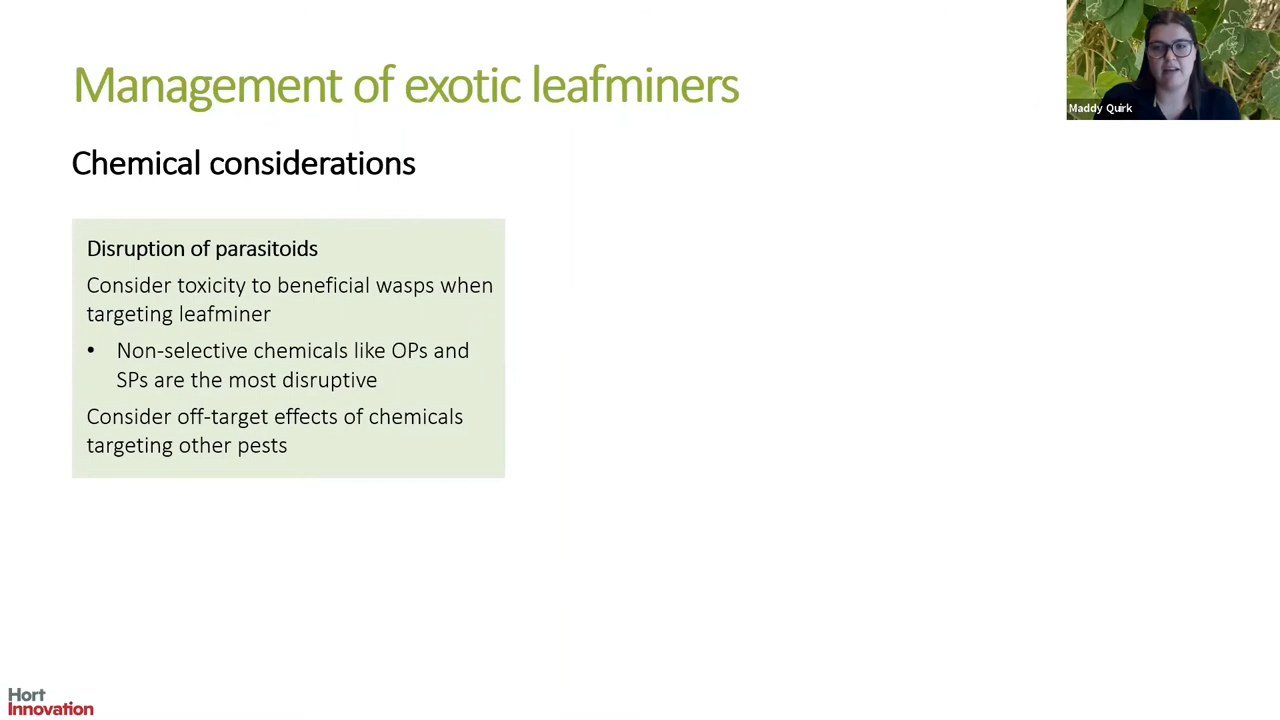 Management of exotic leafminers
Maddy Quirk
Chemical considerations
Disruption of parasitoids
Consider toxicity to beneficial wasps when
targeting leafminer
• Non-selective chemicals like OPs and
SPs are the most disruptive
Consider off-target effects of chemicals
targeting other pests
Hort
Innovation